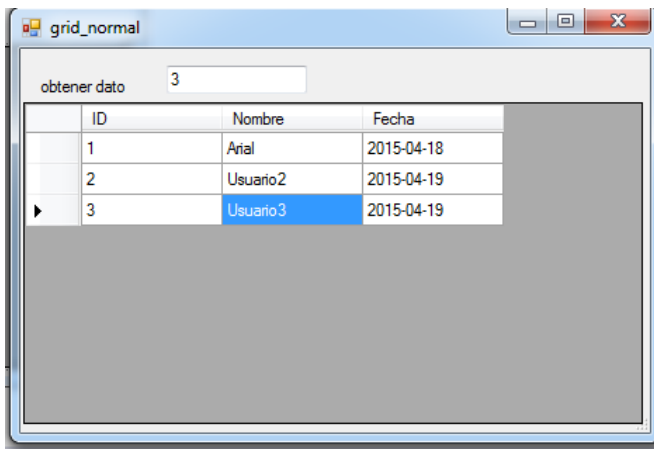 grid_normal
obtener dato 3
ID Nombre Fecha
1 Arial 2015-04-18
2 Usuario2 2015-04-19
3 Usuario3 2015-04-19